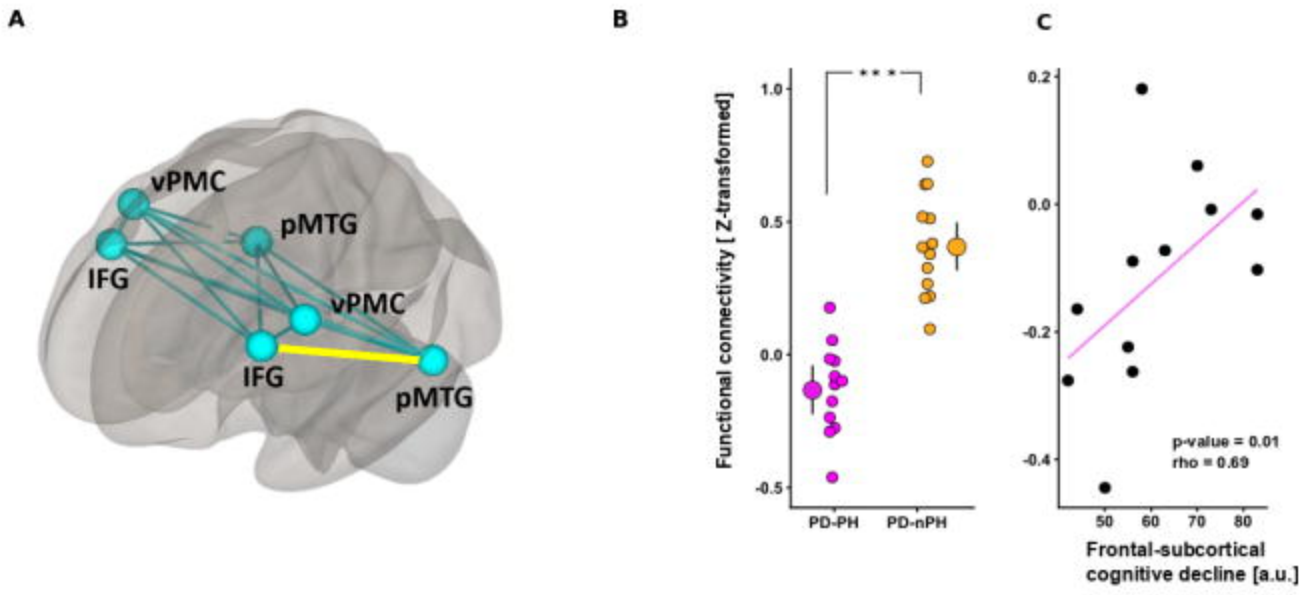 A
vPMC
pMTG
IFG
vPMC
IFG
pMTG
B
***
Functional connectivity [ Z-transformed]
1.0
0.5
0.0
-0.5
PD-PH
PD-nPH
C
0.2
0.0
-0.2
-0.4
p-value = 0.01
rho = 0.69
50 60 70 80
Frontal-subcortical
cognitive decline [a.u.]